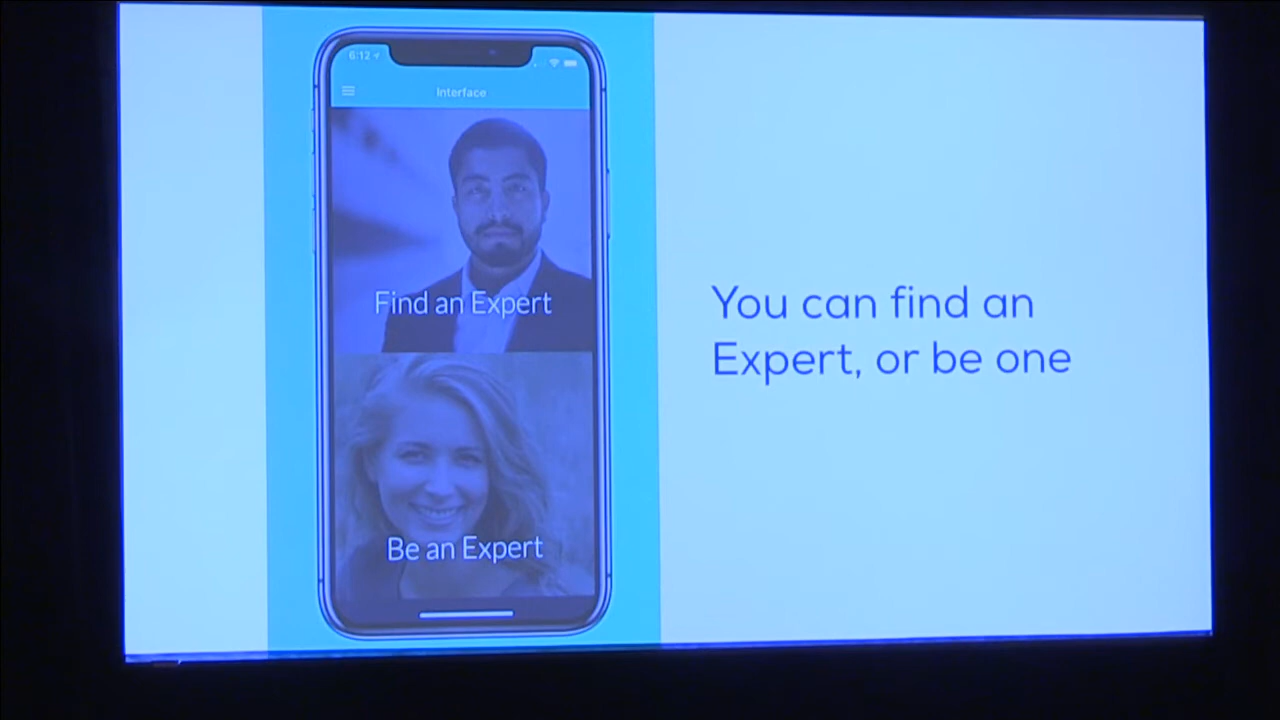 6:12
Interface
Find an Expert
Be an Expert
You can find an
Expert, or be one